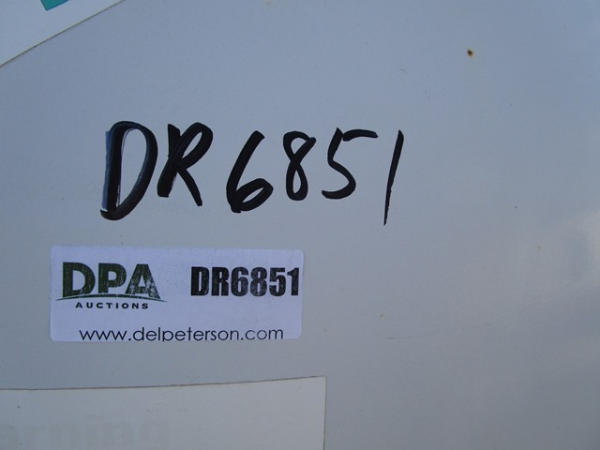 DR6851
DPA
AUCTIONS
DR6851
www.delpeterson.com